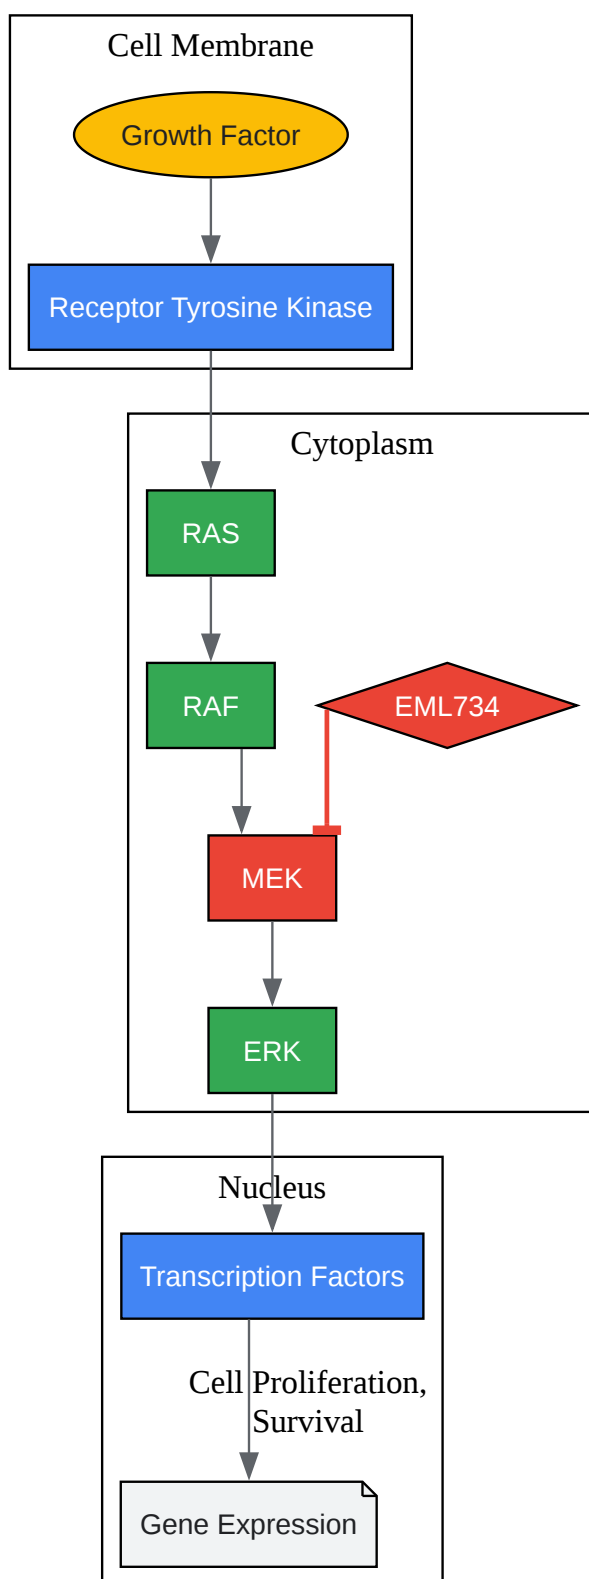 Cell Membrane
Growth Factor
Receptor Tyrosine Kinase
Cytoplasm
RAS
RAF
EML734
MEK
ERK
Nucleus
Transcription Factors
Cell Proliferation,
Survival
Gene Expression